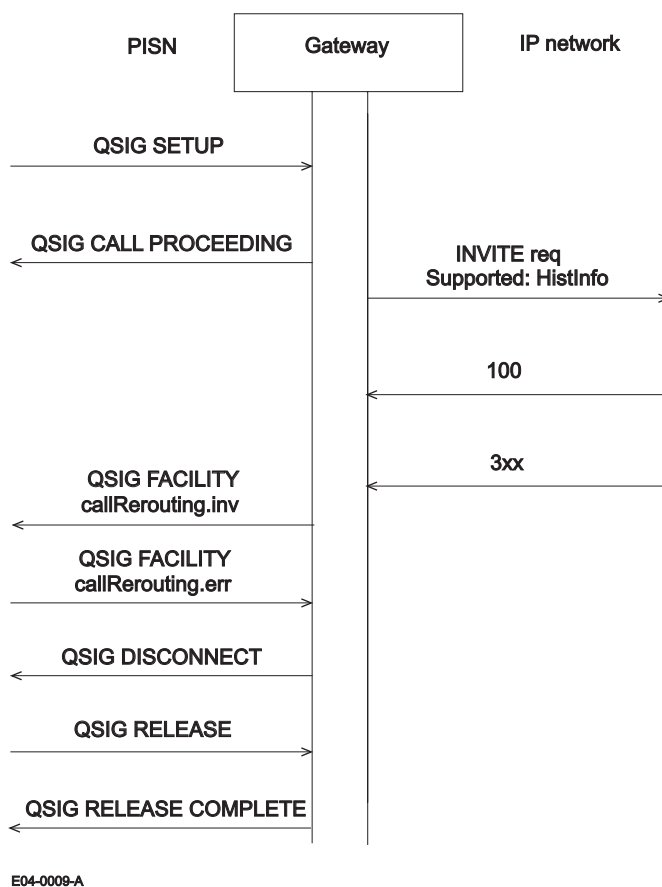 PISN
Gateway
IP network
QSIG SETUP
QSIG CALL PROCEEDING
INVITE req
Supported: HistInfo
100
3xx
QSIG FACILITY
callRerouting.inv
QSIG FACILITY
callRerouting.err
QSIG DISCONNECT
QSIG RELEASE
QSIG RELEASE COMPLETE
E04-0009-A